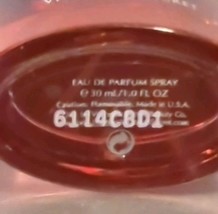 EAU DE PARFUM SPRAY
℮ 30 mL/1.0 FL OZ
Caution: Flammable. Made in U.S.A.
6114CBD1